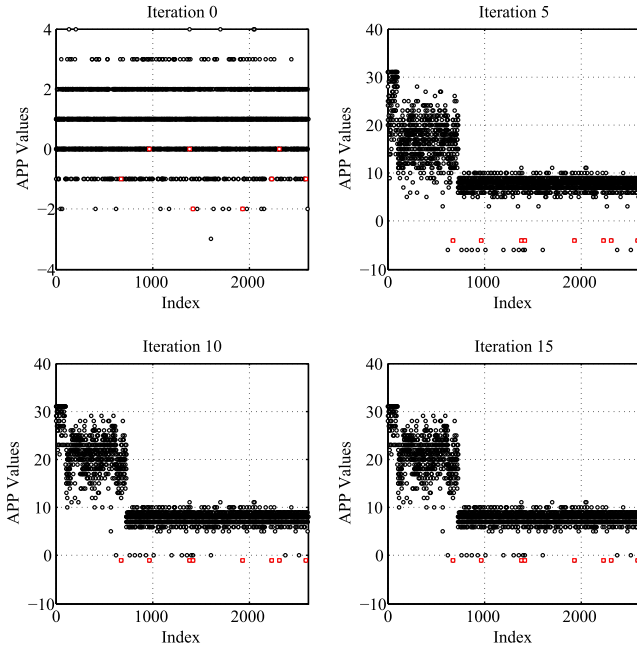 Iteration 0
4
2
0
−2
−4
APP Values
0
1000
2000
Index
Iteration 5
40
30
20
10
0
−10
APP Values
0
1000
2000
Index
Iteration 10
40
30
20
10
0
−10
APP Values
0
1000
2000
Index
Iteration 15
40
30
20
10
0
−10
APP Values
0
1000
2000
Index